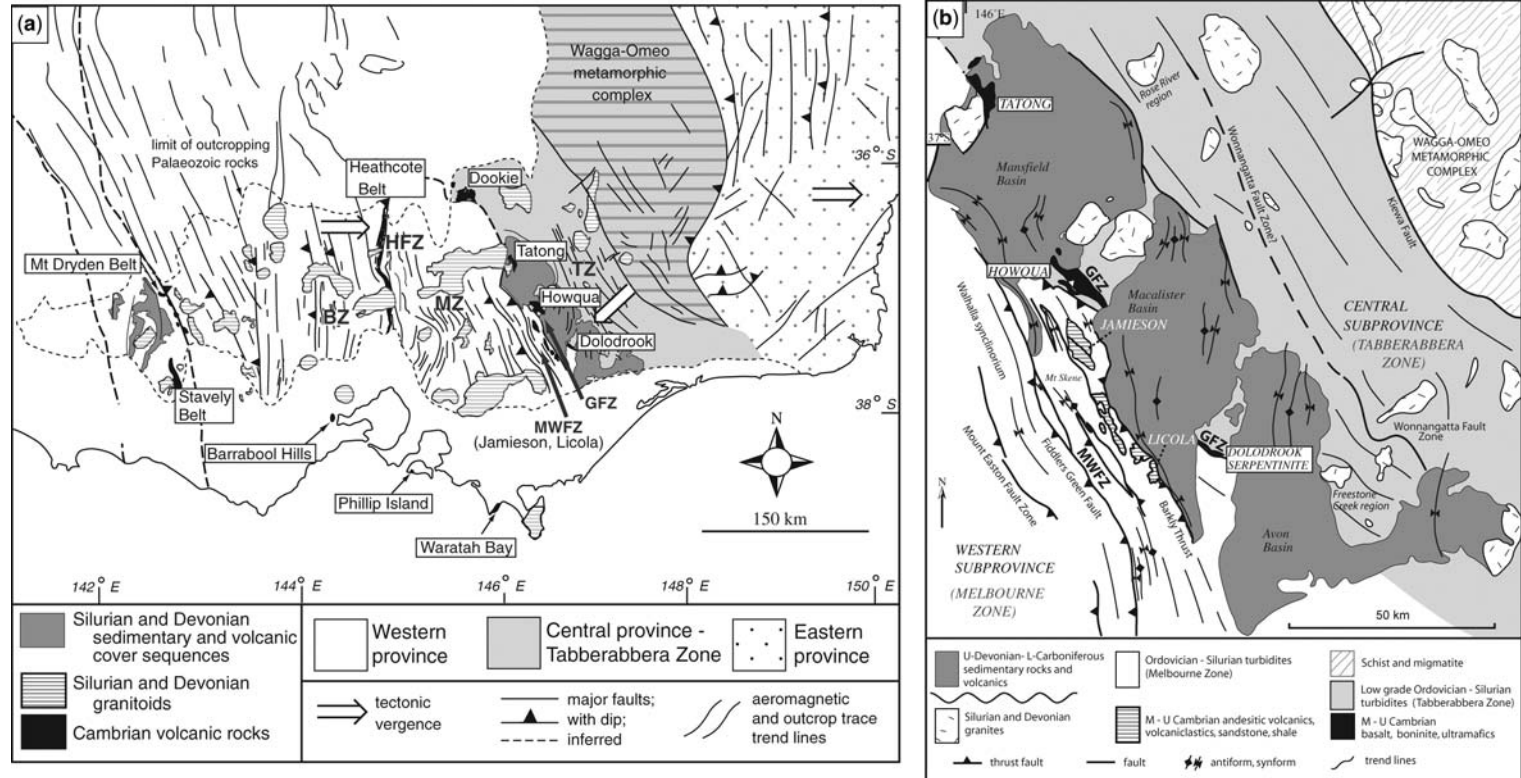 (a)
Wagga-Omeo
metamorphic
complex
limit of outcropping
Palaeozoic rocks
Heathcote
Belt
36° S
Dookie
HFZ
Mt Dryden Belt
Tatong
TZ
BZ
MZ
Howqua
Dolodrook
Stavely
Belt
GFZ
38° S
MWFZ
(Jamieson, Licola)
Barrabool Hills
N
Phillip Island
150 km
Waratah Bay
142° E
144° E
146° E
148° E
150° E
Silurian and Devonian
sedimentary and volcanic
cover sequences
Silurian and Devonian
granitoids
Cambrian volcanic rocks
Western
province
Central province -
Tabberabbera Zone
Eastern
province
tectonic
vergence
major faults;
with dip;
inferred
aeromagnetic
and outcrop trace
trend lines
(b)
146°E
Rose River
region
TATONG
37°S
WAGGA-OMEO
METAMORPHIC
COMPLEX
Mansfield
Basin
Wonnangatta Fault Zone?
Kiewa Fault
HOWQUA
GFZ
Walhalla synclinorium
Macalister
Basin
JAMIESON
CENTRAL
SUBPROVINCE
(TABBERABBERA
ZONE)
Mt Skene
LICOLA
GFZ
Wonnangatta Fault
Zone
DOLODROOK
SERPENTINITE
Mount Easton Fault Zone
Fiddlers Green Fault
MWFZ
Barkly Thrust
Freestone
Creek region
N
Avon
Basin
WESTERN
SUBPROVINCE
(MELBOURNE
ZONE)
50 km
U-Devonian- L-Carboniferous
sedimentary rocks and
volcanics
Silurian and Devonian
granites
Ordovician - Silurian turbidites
(Melbourne Zone)
M - U Cambrian andesitic volcanics,
volcaniclastics, sandstone, shale
Schist and migmatite
Low grade Ordovician - Silurian
turbidites (Tabberabbera Zone)
M - U Cambrian
basalt, boninite, ultramafics
thrust fault
fault
antiform, synform
trend lines